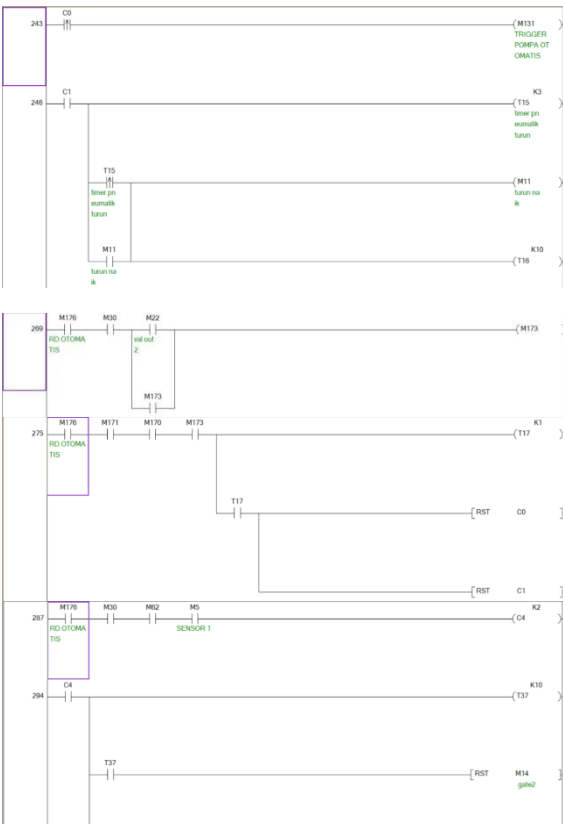 C0
243
(M131
TRIGGER
POMPA OT
OMATIS
C1
K3
246
(T15
timer pn
eumatik
turun
T15
(M11
timer pn
eumatik
turun
turun na
ik
M11
K10
(T16
turun na
ik
M176 M30 M22
269
(M173
RD.OTOMA
TIS
val out
2
M173
M176 M171 M170 M173 K1
275
(T17
RD.OTOMA
TIS
T17
[RST C0 ]
[RST C1 ]
M176 M30 M62 M5 K2
287
(C4
RD.OTOMA
TIS
SENSOR 1
C4 K10
294
(T37
T37
[RST M14 ]
gate2